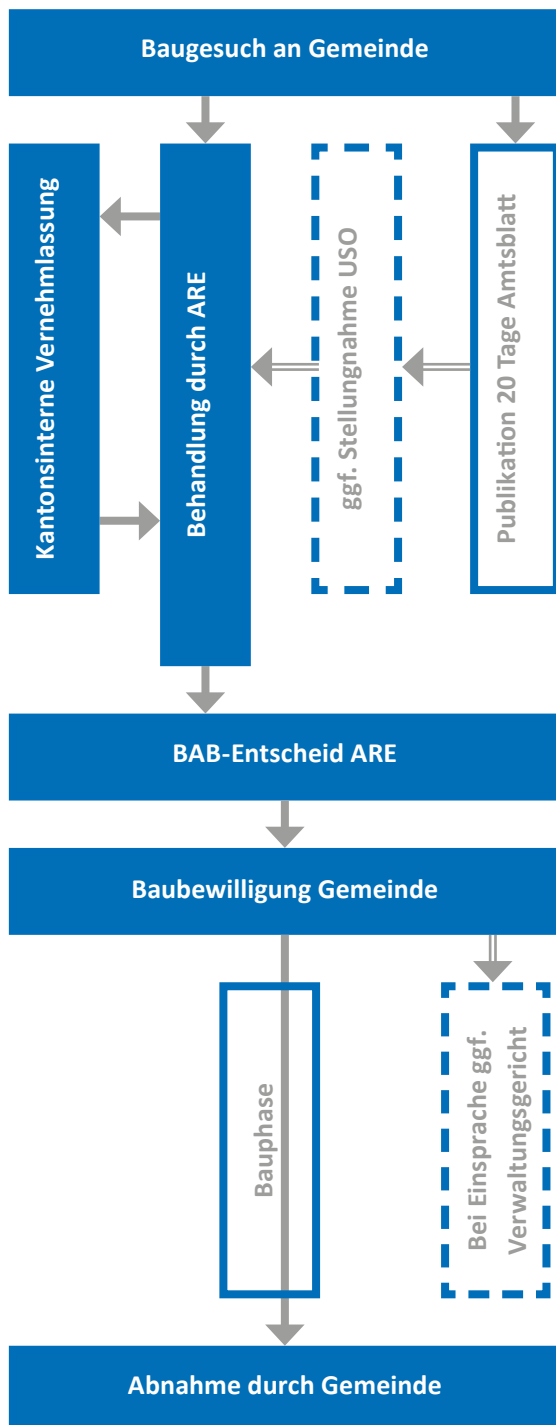 Baugesuch an Gemeinde
Kantonsinterne Vernehmlassung
Behandlung durch ARE
ggf. Stellungnahme USO
Publikation 20 Tage Amtsblatt
BAB-Entscheid ARE
Baubewilligung Gemeinde
Bauphase
Bei Einsprache ggf.
Verwaltungsgericht
Abnahme durch Gemeinde